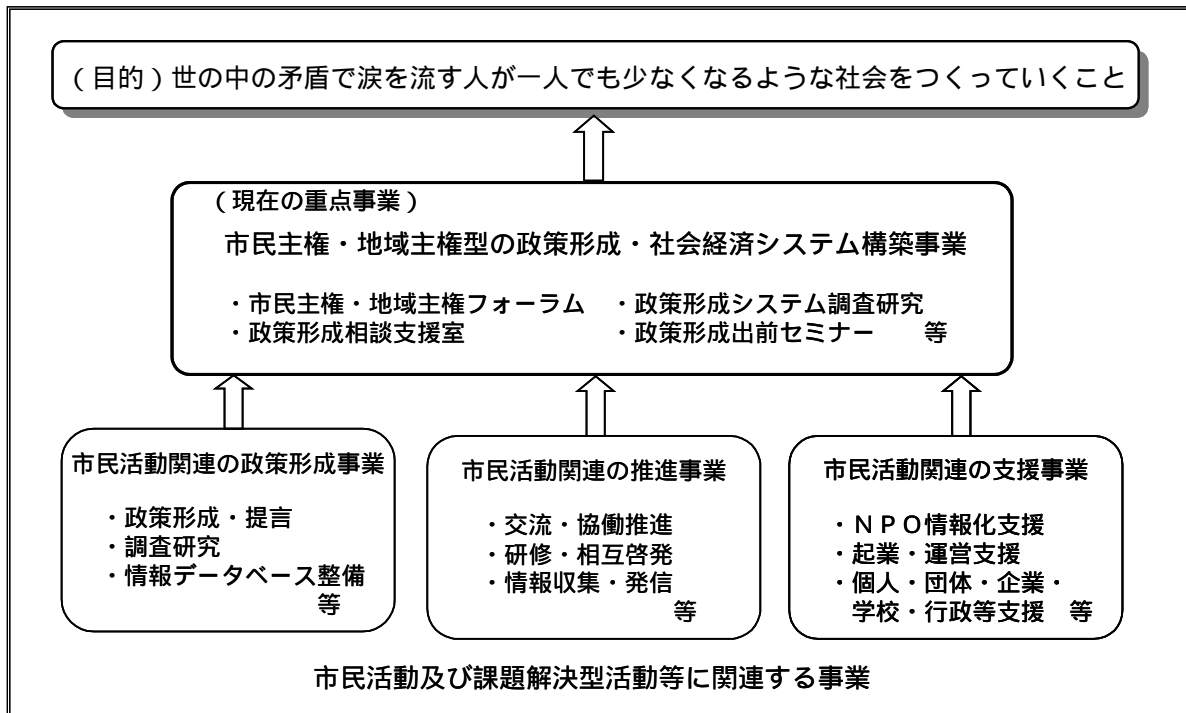 （目的）世の中の矛盾で涙を流す人が一人でも少なくなるような社会をつくっていくこと
（現在の重点事業）
市民主権・地域主権型の政策形成・社会経済システム構築事業
・市民主権・地域主権フォーラム　・政策形成システム調査研究
・政策形成相談支援室　・政策形成出前セミナー　等
市民活動関連の政策形成事業
・政策形成・提言
・調査研究
・情報データベース整備
等
市民活動関連の推進事業
・交流・協働推進
・研修・相互啓発
・情報収集・発信
等
市民活動関連の支援事業
・ＮＰＯ情報化支援
・起業・運営支援
・個人・団体・企業・
学校・行政等支援　等
市民活動及び課題解決型活動等に関連する事業